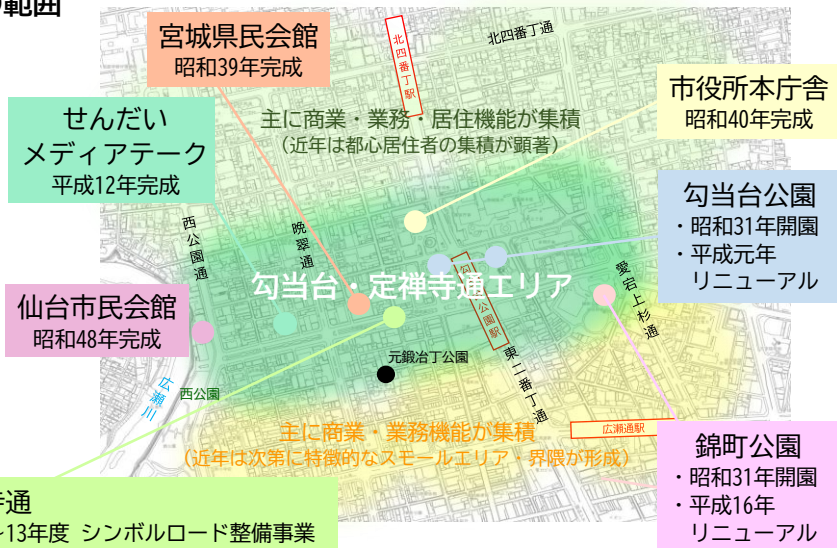 範囲
宮城県民会館
昭和39年完成
北四番丁駅
北四番丁通
市役所本庁舎
昭和40年完成
せんだい
メディアテーク
平成12年完成
主に商業・業務・居住機能が集積
（近年は都心居住者の集積が顕著）
勾当台公園
・昭和31年開園
・平成元年
リニューアル
西公園通
晩翠通
勾当台・定禅寺通エリア
公園駅
愛宕上杉通
仙台市民会館
昭和48年完成
元鍛冶丁公園
東二番丁通
広瀬川
西公園
主に商業・業務機能が集積
（近年は次第に特徴的なスモールエリア・界隈が形成）
広瀬通駅
錦町公園
・昭和31年開園
・平成16年
リニューアル
寺通
13年度 シンボルロード整備事業